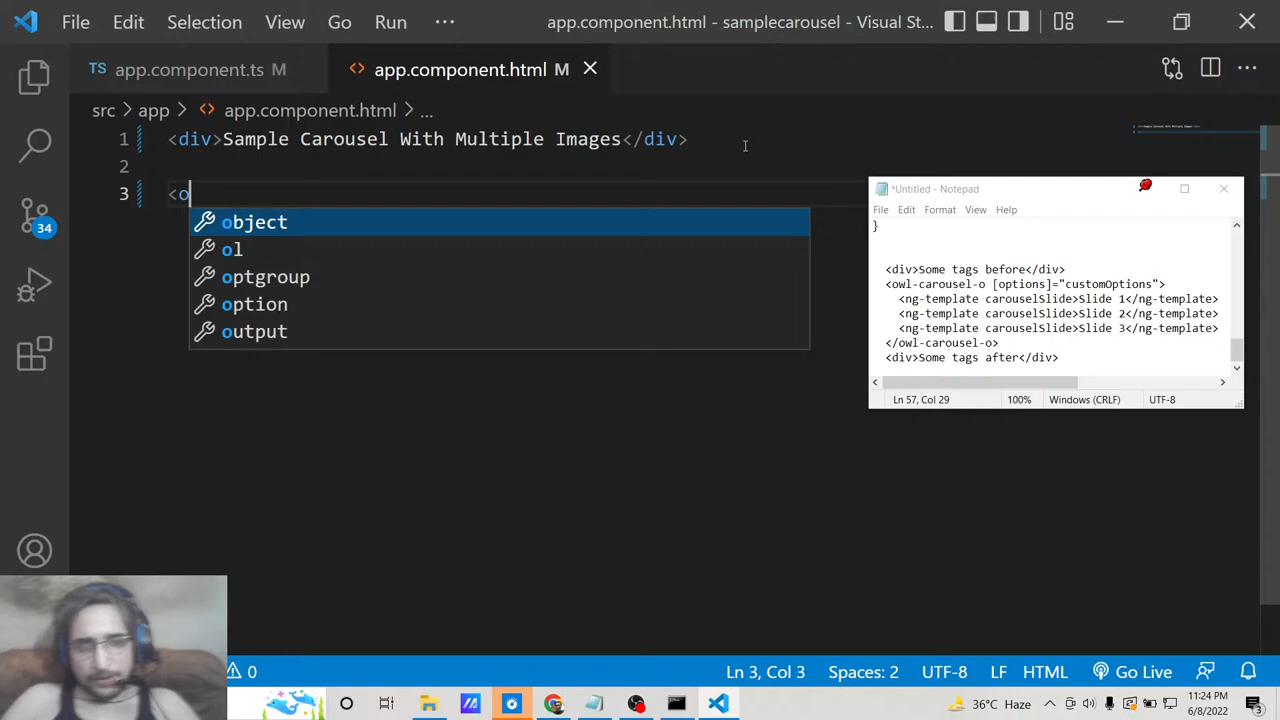 File Edit Selection View Go Run ··· app.component.html - samplecarousel - Visual St...
TS app.component.ts M <> app.component.html M
src > app > <> app.component.html > ...
1 <div>Sample Carousel With Multiple Images</div>
2
3 <o
object
ol
optgroup
option
output
*Untitled - Notepad
File Edit Format View Help
}
<div>Some tags before</div>
<owl-carousel-o [options]="customOptions">
<ng-template carouselSlide>Slide 1</ng-template>
<ng-template carouselSlide>Slide 2</ng-template>
<ng-template carouselSlide>Slide 3</ng-template>
</owl-carousel-o>
<div>Some tags after</div>
Ln 57, Col 29 100% Windows (CRLF) UTF-8
34
0 Ln 3, Col 3 Spaces: 2 UTF-8 LF HTML Go Live
36°C Haze 11:24 PM
6/8/2022 3